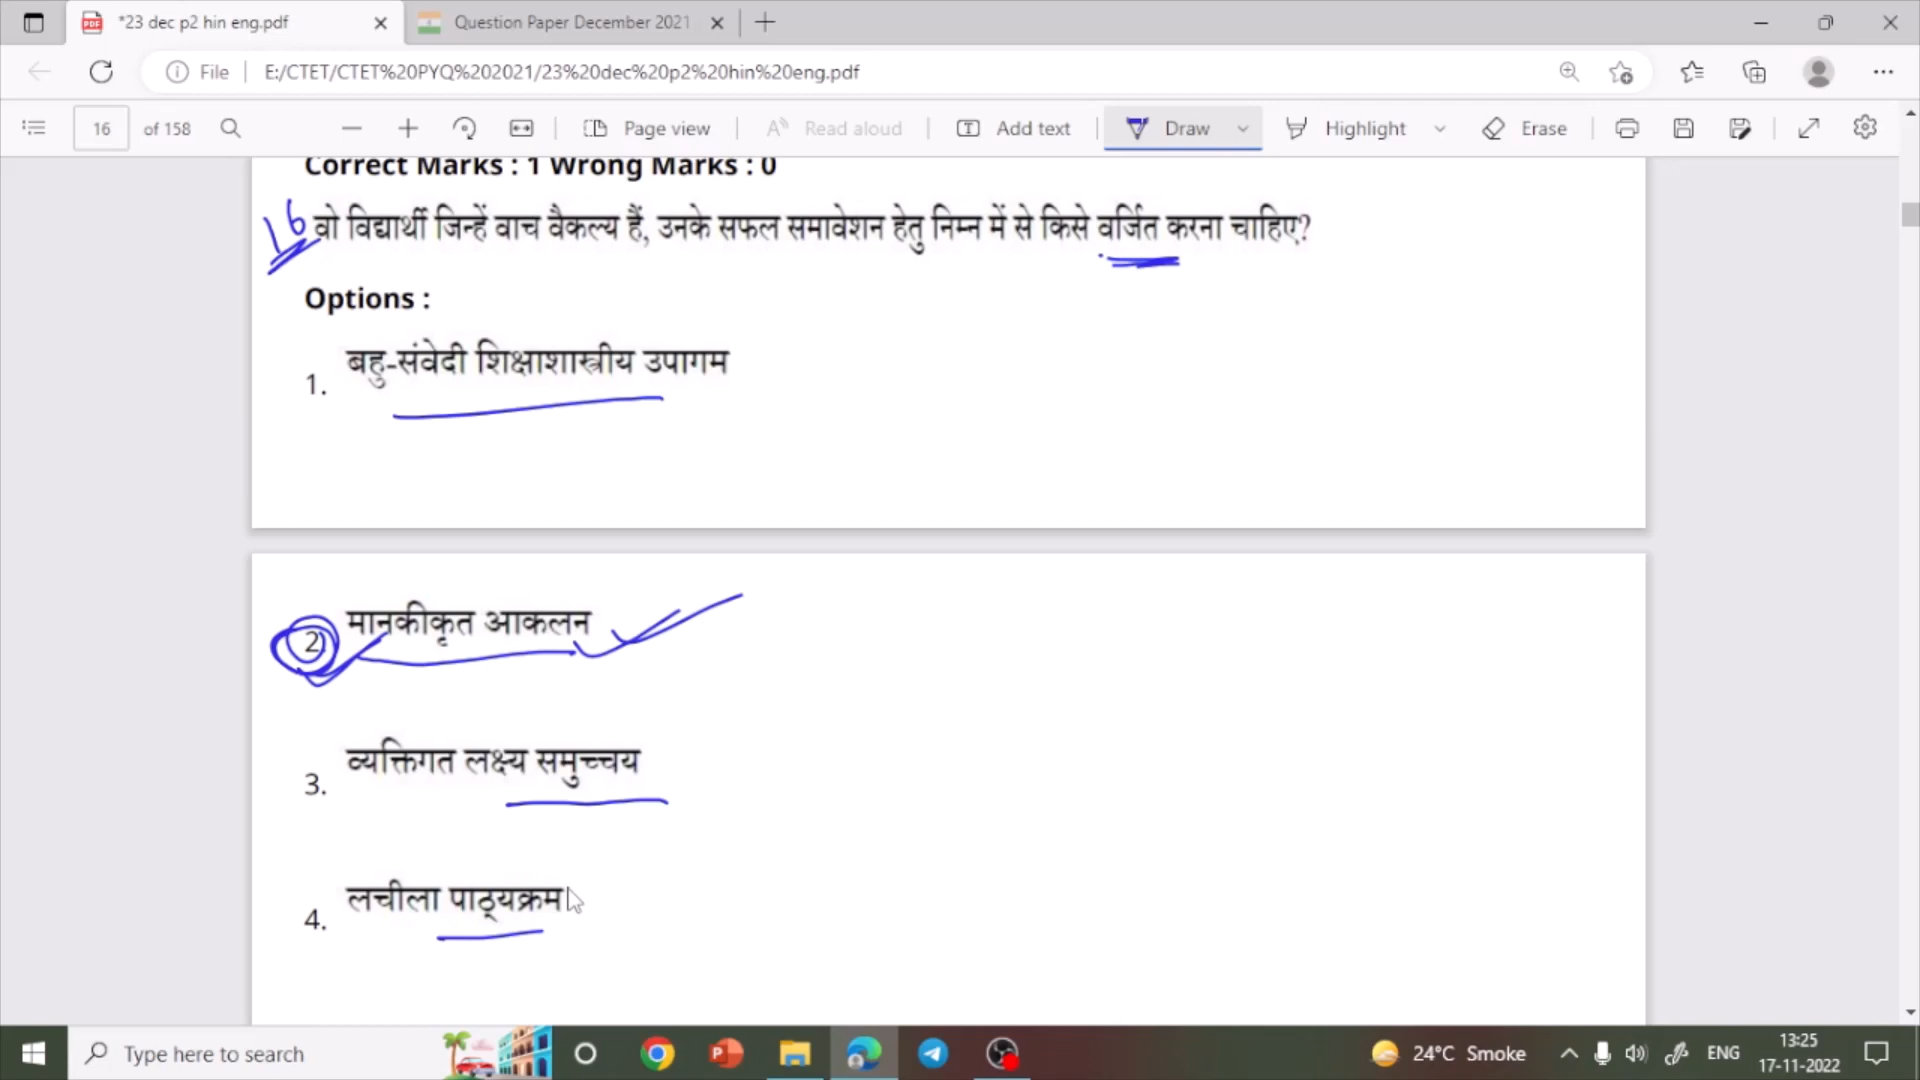 *23 dec p2 hin eng.pdf
Question Paper December 2021
File
E:/CTET/CTET%20PYQ%202021/23%20dec%20p2%20hin%20eng.pdf
16 of 158
Page view
Read aloud
Add text
Draw
Highlight
Erase
Correct Marks : 1 Wrong Marks : 0
16 वो विद्यार्थी जिन्हें वाच वैकल्य हैं, उनके सफल समावेशन हेतु निम्न में से किसे वर्जित करना चाहिए?
Options :
1. बहु-संवेदी शिक्षाशास्त्रीय उपागम
2. मानकीकृत आकलन
3. व्यक्तिगत लक्ष्य समुच्चय
4. लचीला पाठ्यक्रम
Type here to search
24°C Smoke
ENG
13:25
17-11-2022